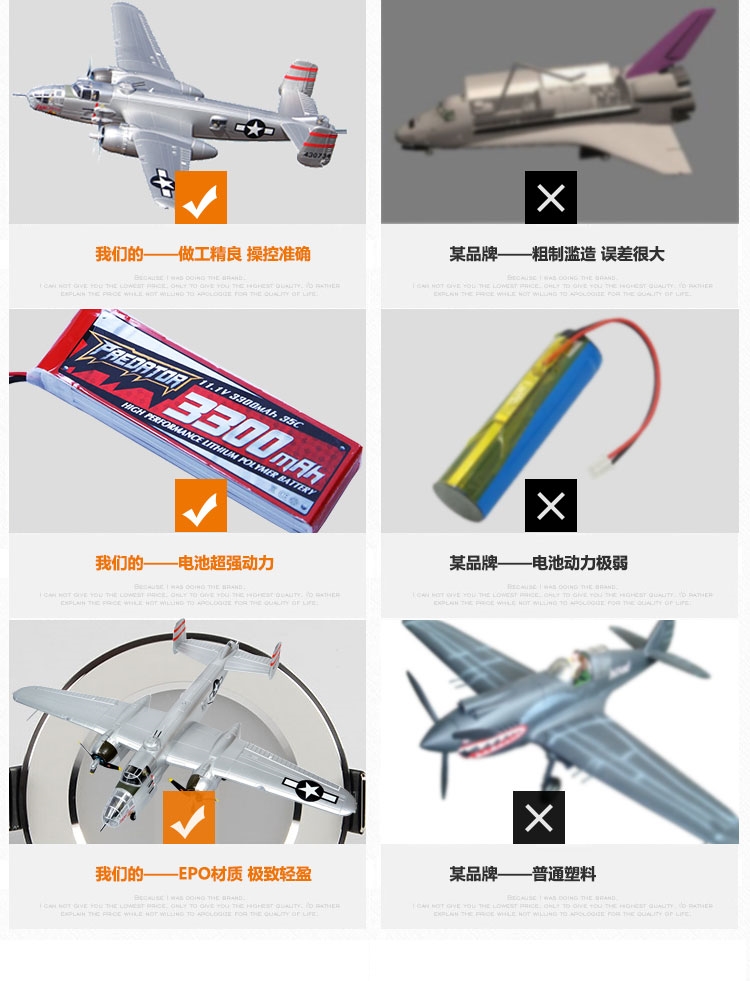 430734
我们的——做工精良 操控准确
BECAUSE I WAS DOING THE BRAND,
I CAN NOT GIVE YOU THE LOWEST PRICE, ONLY TO GIVE YOU THE HIGHEST QUALITY. I'D RATHER
EXPLAIN THE PRICE WHILE NOT WILLING TO APOLOGIZE FOR THE QUALITY OF LIFE.
某品牌——粗制滥造 误差很大
BECAUSE I WAS DOING THE BRAND,
I CAN NOT GIVE YOU THE LOWEST PRICE, ONLY TO GIVE YOU THE HIGHEST QUALITY. I'D RATHER
EXPLAIN THE PRICE WHILE NOT WILLING TO APOLOGIZE FOR THE QUALITY OF LIFE.
PREDATOR
11.1V 3300MAH 35C
3300mAh
HIGH PERFORMANCE LITHIUM POLYMER BATTERY
我们的——电池超强动力
BECAUSE I WAS DOING THE BRAND,
I CAN NOT GIVE YOU THE LOWEST PRICE, ONLY TO GIVE YOU THE HIGHEST QUALITY. I'D RATHER
EXPLAIN THE PRICE WHILE NOT WILLING TO APOLOGIZE FOR THE QUALITY OF LIFE.
某品牌——电池动力极弱
BECAUSE I WAS DOING THE BRAND,
I CAN NOT GIVE YOU THE LOWEST PRICE, ONLY TO GIVE YOU THE HIGHEST QUALITY. I'D RATHER
EXPLAIN THE PRICE WHILE NOT WILLING TO APOLOGIZE FOR THE QUALITY OF LIFE.
我们的——EPO材质 极致轻盈
BECAUSE I WAS DOING THE BRAND,
I CAN NOT GIVE YOU THE LOWEST PRICE, ONLY TO GIVE YOU THE HIGHEST QUALITY. I'D RATHER
EXPLAIN THE PRICE WHILE NOT WILLING TO APOLOGIZE FOR THE QUALITY OF LIFE.
某品牌——普通塑料
BECAUSE I WAS DOING THE BRAND,
I CAN NOT GIVE YOU THE LOWEST PRICE, ONLY TO GIVE YOU THE HIGHEST QUALITY. I'D RATHER
EXPLAIN THE PRICE WHILE NOT WILLING TO APOLOGIZE FOR THE QUALITY OF LIFE.